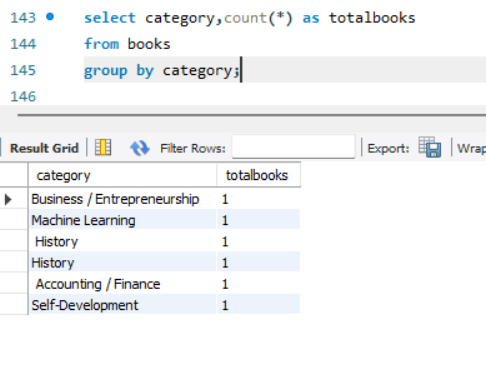 143 select category,count(*) as totalbooks
144 from books
145 group by category;
146
Result Grid Filter Rows: Export: Wrap
category totalbooks
Business / Entrepreneurship 1
Machine Learning 1
History 1
History 1
Accounting / Finance 1
Self-Development 1